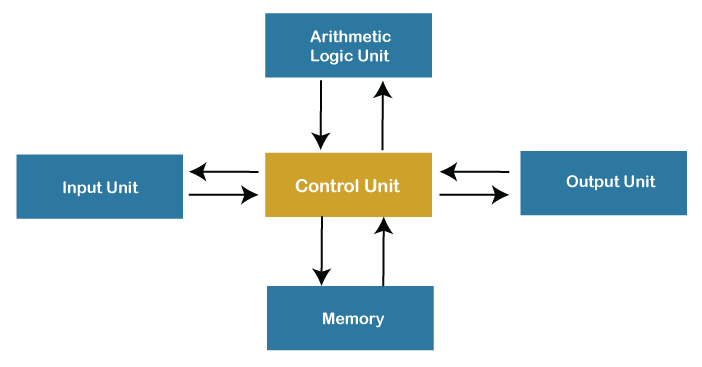 Arithmetic
Logic Unit
Input Unit
Control Unit
Output Unit
Memory